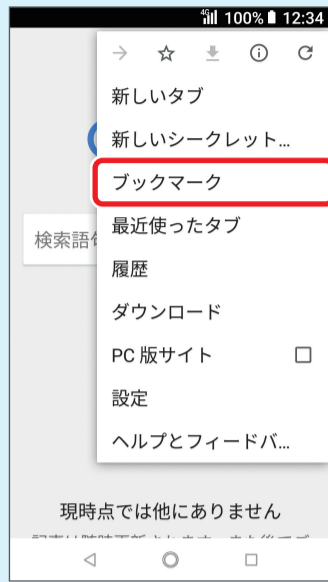 4G 100% 12:34
新しいタブ
新しいシークレット...
ブックマーク
検索語
最近使ったタブ
履歴
ダウンロード
PC 版サイト
設定
ヘルプとフィードバ...
現時点では他にありません